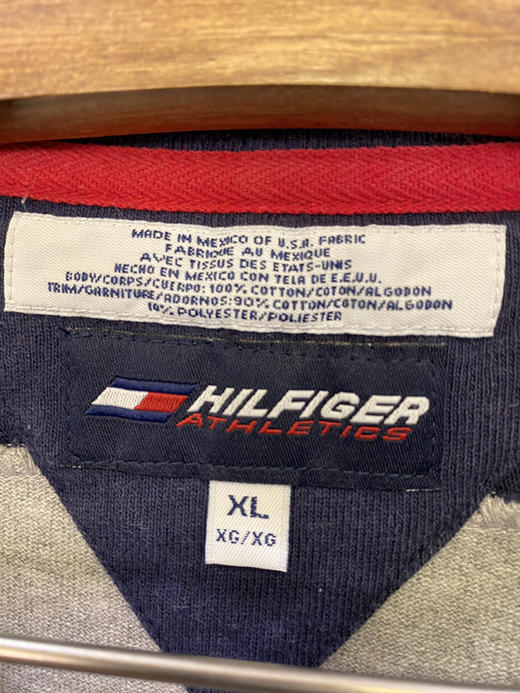 MADE IN MEXICO OF U.S.A. FABRIC
FABRIQUE AU MEXIQUE
AVEC TISSUS DES ETATS-UNIS
HECHO EN MEXICO CON TELA DE E.E.U.U.
BODY/CORPS/CUERPO: 100% COTTON/COTON/ALGODON
TRIM/GARNITURE/ADORNOS: 90% COTTON/COTON/ALGODON
10% POLYESTER/POLIESTER
HILFIGER
ATHLETICS
XL
XG/XG